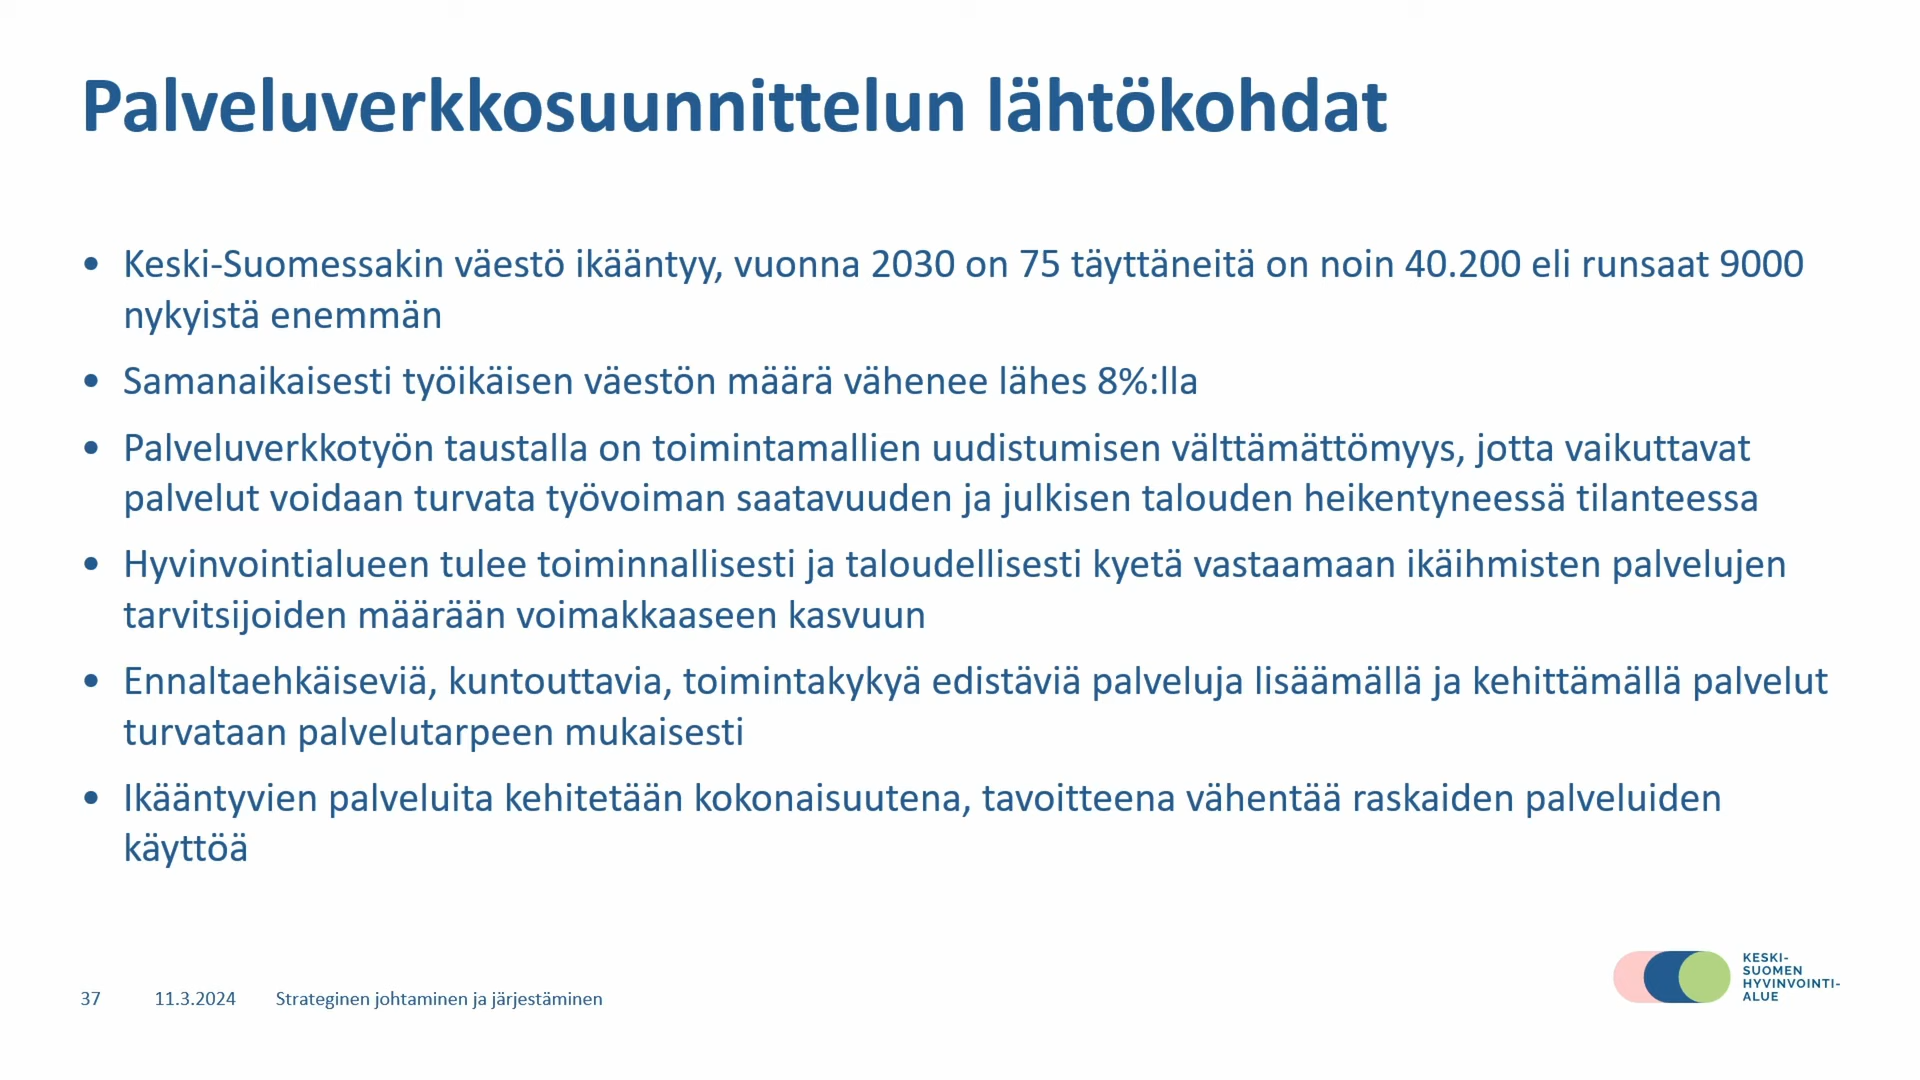 Palveluverkkosuunnittelun lähtökohdat
• Keski-Suomessakin väestö ikääntyy, vuonna 2030 on 75 täyttäneitä on noin 40.200 eli runsaat 9000
nykyistä enemmän
• Samanaikaisesti työikäisen väestön määrä vähenee lähes 8%:lla
• Palveluverkkotyön taustalla on toimintamallien uudistumisen välttämättömyys, jotta vaikuttavat
palvelut voidaan turvata työvoiman saatavuuden ja julkisen talouden heikentyneessä tilanteessa
• Hyvinvointialueen tulee toiminnallisesti ja taloudellisesti kyetä vastaamaan ikäihmisten palvelujen
tarvitsijoiden määrään voimakkaaseen kasvuun
• Ennaltaehkäiseviä, kuntouttavia, toimintakykyä edistäviä palveluja lisäämällä ja kehittämällä palvelut
turvataan palvelutarpeen mukaisesti
• Ikääntyvien palveluita kehitetään kokonaisuutena, tavoitteena vähentää raskaiden palveluiden
käyttöä
37 11.3.2024 Strateginen johtaminen ja järjestäminen
KESKI-
SUOMEN
HYVINVOINTI-
ALUE